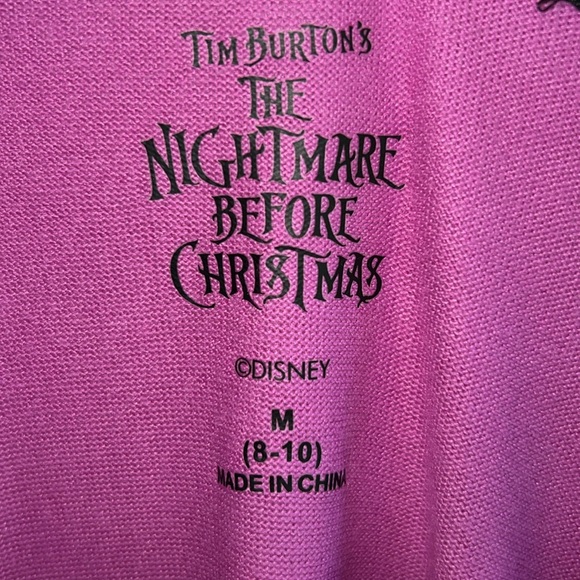 TIM BURTON'S
THE
NIGHTMARE
BEFORE
CHRISTMAS
©DISNEY
M
(8-10)
MADE IN CHINA